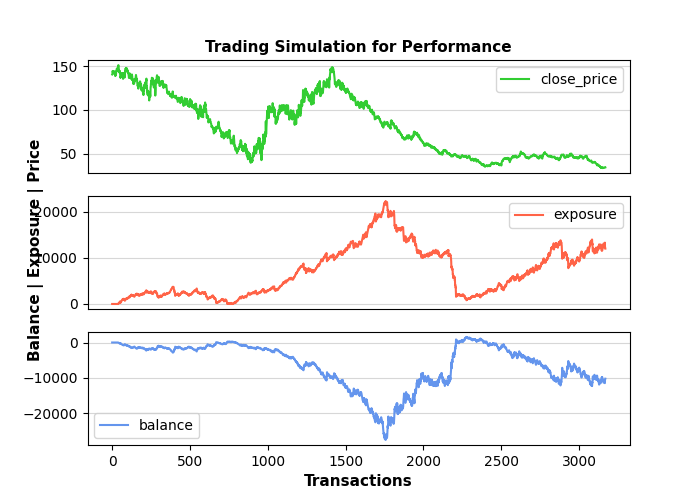 Trading Simulation for Performance
150
100
50
close_price
20000
10000
0
exposure
Balance | Exposure | Price
0
−10000
−20000
balance
0 500 1000 1500 2000 2500 3000
Transactions